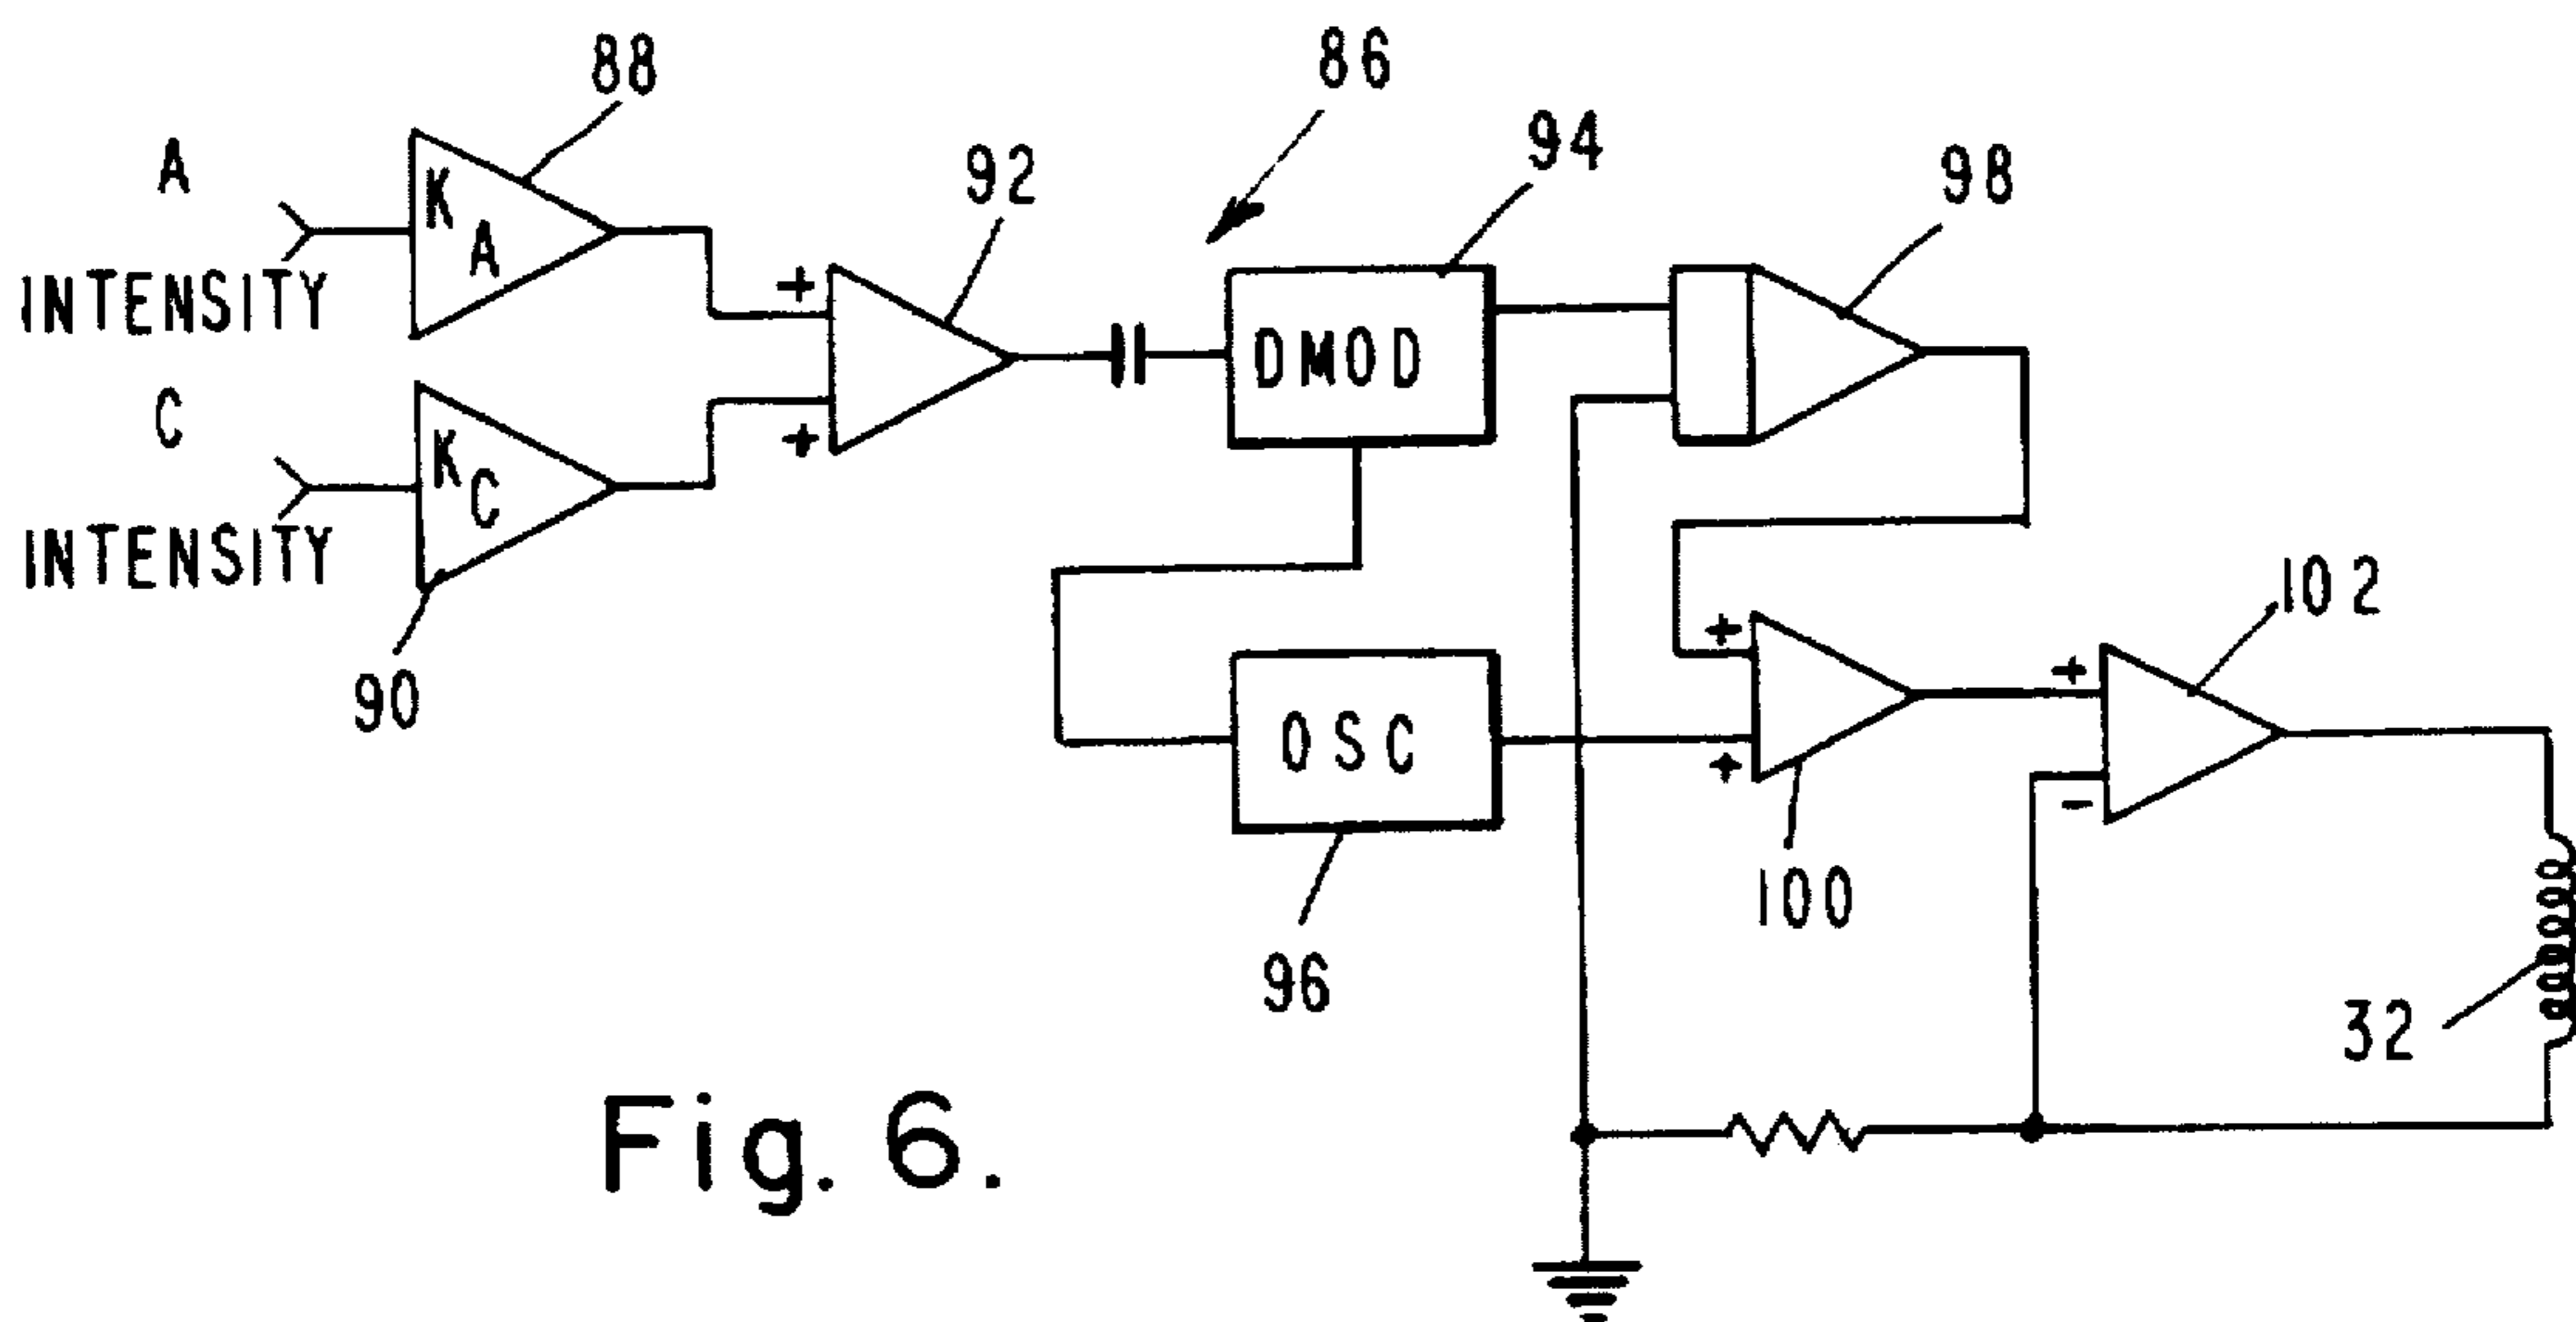 88
86
94
92
98
A
INTENSITY
K A
+
DMOD
C
INTENSITY
K C
+
90
102
+
+
OSC
+
-
100
96
32
Fig. 6.